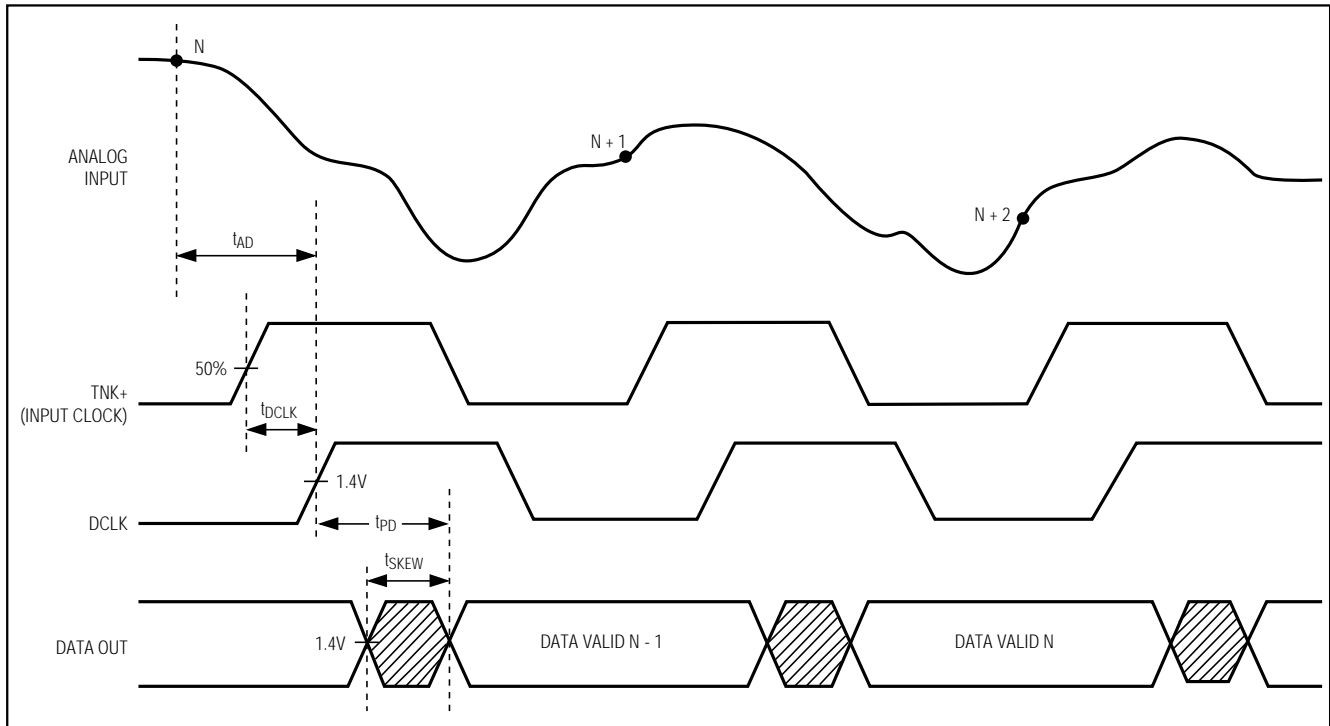 N
ANALOG
INPUT
N + 1
N + 2
tAD
50%
TNK+
(INPUT CLOCK)
tDCLK
1.4V
DCLK
tPD
tSKEW
1.4V
DATA OUT
DATA VALID N - 1
DATA VALID N